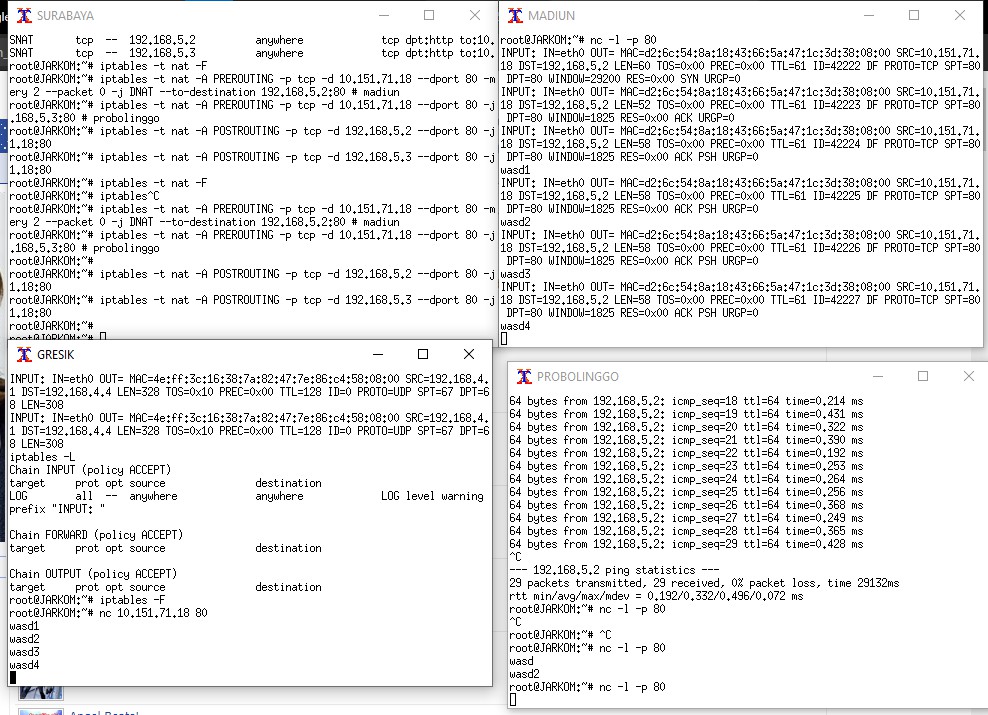 SURABAYA
SNAT tcp -- 192.168.5.2 anywhere tcp dpt:http to:10.
SNAT tcp -- 192.168.5.3 anywhere tcp dpt:http to:10.
root@JARKOM:~# iptables -t nat -F
root@JARKOM:~# iptables -t nat -A PREROUTING -p tcp -d 10.151.71.18 --dport 80 -m
ery 2 --packet 0 -j DNAT --to-destination 192.168.5.2:80 # madiun
root@JARKOM:~# iptables -t nat -A PREROUTING -p tcp -d 10.151.71.18 --dport 80 -j
.168.5.3:80 # probolinggo
root@JARKOM:~# iptables -t nat -A POSTROUTING -p tcp -d 192.168.5.2 --dport 80 -j
1.18:80
root@JARKOM:~# iptables -t nat -A POSTROUTING -p tcp -d 192.168.5.3 --dport 80 -j
1.18:80
root@JARKOM:~# iptables -t nat -F
root@JARKOM:~# iptables^C
root@JARKOM:~# iptables -t nat -A PREROUTING -p tcp -d 10.151.71.18 --dport 80 -m
ery 2 --packet 0 -j DNAT --to-destination 192.168.5.2:80 # madiun
root@JARKOM:~# iptables -t nat -A PREROUTING -p tcp -d 10.151.71.18 --dport 80 -j
.168.5.3:80 # probolinggo
root@JARKOM:~#
root@JARKOM:~# iptables -t nat -A POSTROUTING -p tcp -d 192.168.5.2 --dport 80 -j
1.18:80
root@JARKOM:~# iptables -t nat -A POSTROUTING -p tcp -d 192.168.5.3 --dport 80 -j
1.18:80
root@JARKOM:~#
root@JARKOM:~#
MADIUN
root@JARKOM:~# nc -l -p 80
INPUT: IN=eth0 OUT= MAC=d2:6c:54:8a:18:43:66:5a:47:1c:3d:38:08:00 SRC=10.151.71.
18 DST=192.168.5.2 LEN=60 TOS=0x00 PREC=0x00 TTL=61 ID=42222 DF PROTO=TCP SPT=80
DPT=80 WINDOW=29200 RES=0x00 SYN URGP=0
INPUT: IN=eth0 OUT= MAC=d2:6c:54:8a:18:43:66:5a:47:1c:3d:38:08:00 SRC=10.151.71.
18 DST=192.168.5.2 LEN=52 TOS=0x00 PREC=0x00 TTL=61 ID=42223 DF PROTO=TCP SPT=80
DPT=80 WINDOW=1825 RES=0x00 ACK URGP=0
INPUT: IN=eth0 OUT= MAC=d2:6c:54:8a:18:43:66:5a:47:1c:3d:38:08:00 SRC=10.151.71.
18 DST=192.168.5.2 LEN=58 TOS=0x00 PREC=0x00 TTL=61 ID=42224 DF PROTO=TCP SPT=80
DPT=80 WINDOW=1825 RES=0x00 ACK PSH URGP=0
wasd1
INPUT: IN=eth0 OUT= MAC=d2:6c:54:8a:18:43:66:5a:47:1c:3d:38:08:00 SRC=10.151.71.
18 DST=192.168.5.2 LEN=58 TOS=0x00 PREC=0x00 TTL=61 ID=42225 DF PROTO=TCP SPT=80
DPT=80 WINDOW=1825 RES=0x00 ACK PSH URGP=0
wasd2
INPUT: IN=eth0 OUT= MAC=d2:6c:54:8a:18:43:66:5a:47:1c:3d:38:08:00 SRC=10.151.71.
18 DST=192.168.5.2 LEN=58 TOS=0x00 PREC=0x00 TTL=61 ID=42226 DF PROTO=TCP SPT=80
DPT=80 WINDOW=1825 RES=0x00 ACK PSH URGP=0
wasd3
INPUT: IN=eth0 OUT= MAC=d2:6c:54:8a:18:43:66:5a:47:1c:3d:38:08:00 SRC=10.151.71.
18 DST=192.168.5.2 LEN=58 TOS=0x00 PREC=0x00 TTL=61 ID=42227 DF PROTO=TCP SPT=80
DPT=80 WINDOW=1825 RES=0x00 ACK PSH URGP=0
wasd4
GRESIK
INPUT: IN=eth0 OUT= MAC=4e:ff:3c:16:38:7a:82:47:7e:86:c4:58:08:00 SRC=192.168.4.
1 DST=192.168.4.4 LEN=328 TOS=0x10 PREC=0x00 TTL=128 ID=0 PROTO=UDP SPT=67 DPT=6
8 LEN=308
INPUT: IN=eth0 OUT= MAC=4e:ff:3c:16:38:7a:82:47:7e:86:c4:58:08:00 SRC=192.168.4.
1 DST=192.168.4.4 LEN=328 TOS=0x10 PREC=0x00 TTL=128 ID=0 PROTO=UDP SPT=67 DPT=6
8 LEN=308
iptables -L
Chain INPUT (policy ACCEPT)
target prot opt source destination
LOG all -- anywhere anywhere LOG level warning
prefix "INPUT: "
Chain FORWARD (policy ACCEPT)
target prot opt source destination
Chain OUTPUT (policy ACCEPT)
target prot opt source destination
root@JARKOM:~# iptables -F
root@JARKOM:~# nc 10.151.71.18 80
wasd1
wasd2
wasd3
wasd4
PROBOLINGGO
64 bytes from 192.168.5.2: icmp_seq=18 ttl=64 time=0.214 ms
64 bytes from 192.168.5.2: icmp_seq=19 ttl=64 time=0.431 ms
64 bytes from 192.168.5.2: icmp_seq=20 ttl=64 time=0.322 ms
64 bytes from 192.168.5.2: icmp_seq=21 ttl=64 time=0.390 ms
64 bytes from 192.168.5.2: icmp_seq=22 ttl=64 time=0.192 ms
64 bytes from 192.168.5.2: icmp_seq=23 ttl=64 time=0.253 ms
64 bytes from 192.168.5.2: icmp_seq=24 ttl=64 time=0.264 ms
64 bytes from 192.168.5.2: icmp_seq=25 ttl=64 time=0.256 ms
64 bytes from 192.168.5.2: icmp_seq=26 ttl=64 time=0.368 ms
64 bytes from 192.168.5.2: icmp_seq=27 ttl=64 time=0.249 ms
64 bytes from 192.168.5.2: icmp_seq=28 ttl=64 time=0.365 ms
64 bytes from 192.168.5.2: icmp_seq=29 ttl=64 time=0.428 ms
^C
--- 192.168.5.2 ping statistics ---
29 packets transmitted, 29 received, 0% packet loss, time 29132ms
rtt min/avg/max/mdev = 0.192/0.332/0.496/0.072 ms
root@JARKOM:~# nc -l -p 80
^C
root@JARKOM:~# ^C
root@JARKOM:~# nc -l -p 80
wasd
wasd2
root@JARKOM:~# nc -l -p 80